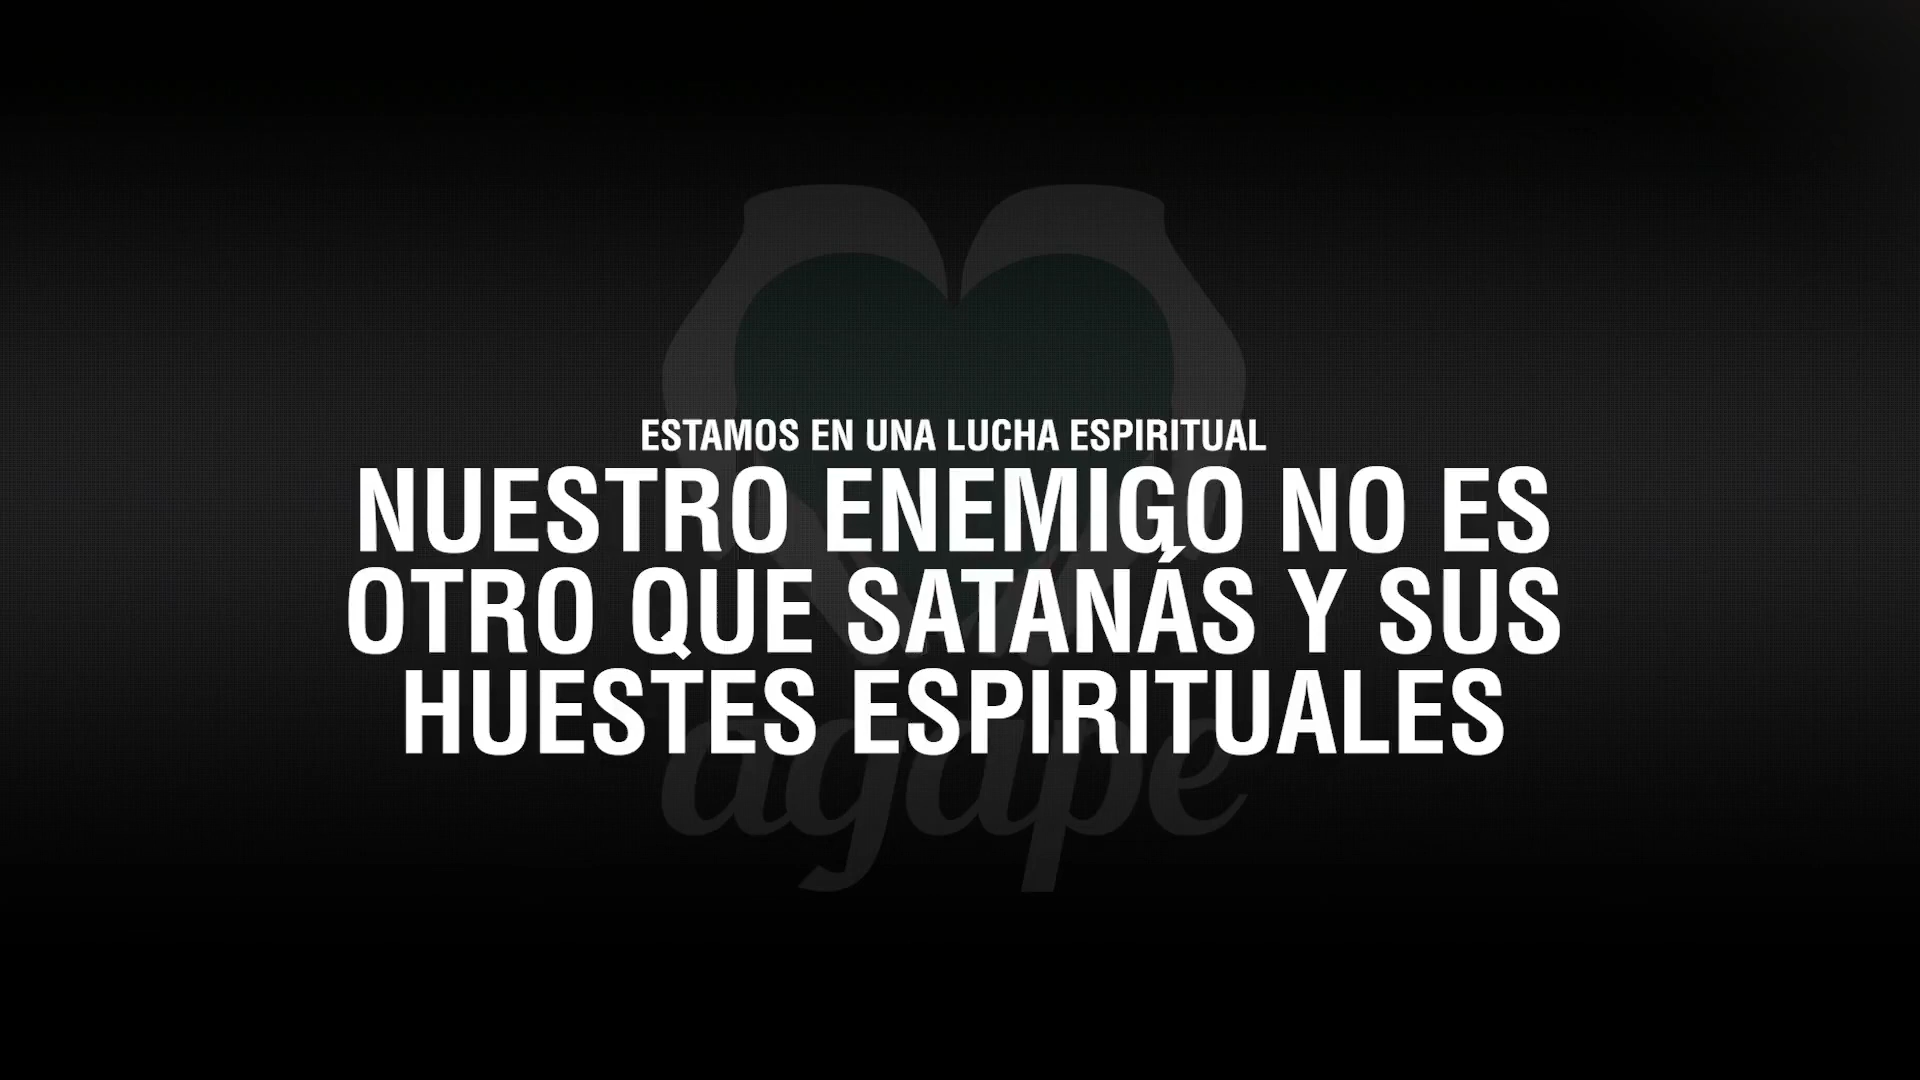 ESTAMOS EN UNA LUCHA ESPIRITUAL
NUESTRO ENEMIGO NO ES
OTRO QUE SATANÁS Y SUS
HUESTES ESPIRITUALES
agape